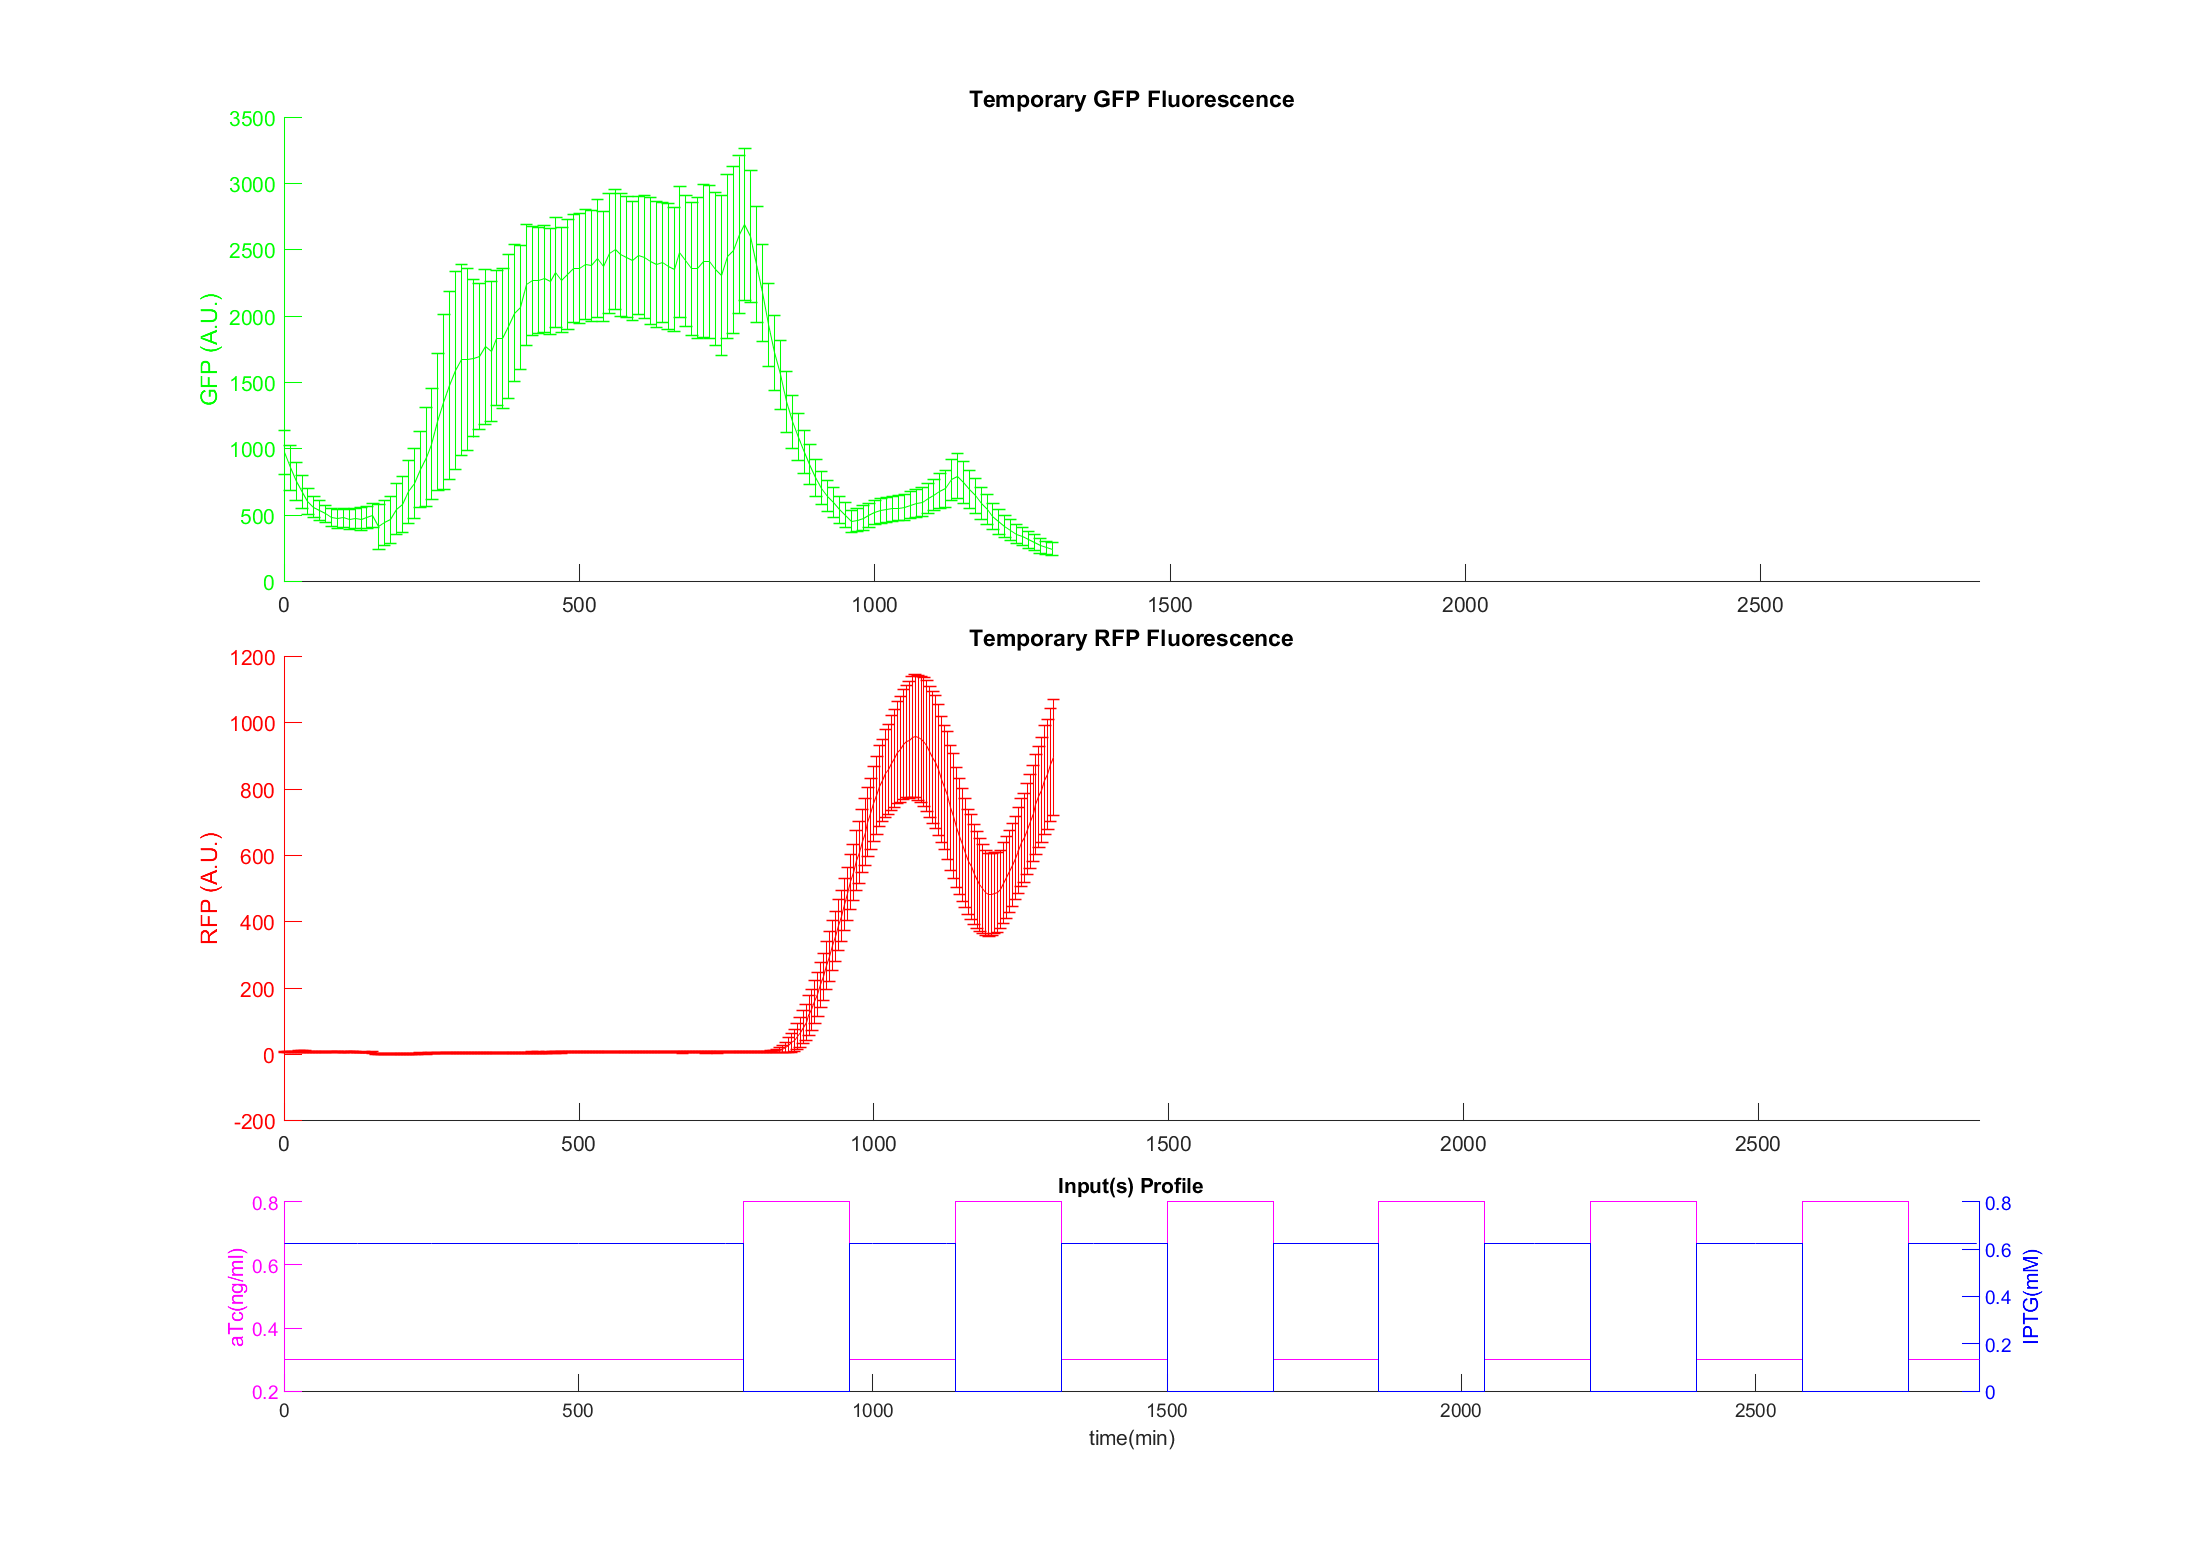 Temporary GFP Fluorescence
3500
3000
2500
2000
1500
1000
500
0
GFP (A.U.)
0 500 1000 1500 2000 2500
Temporary RFP Fluorescence
1200
1000
800
600
400
200
0
-200
RFP (A.U.)
0 500 1000 1500 2000 2500
Input(s) Profile
0.8
0.6
0.4
0.2
aTc(ng/ml)
0.8
0.6
0.4
0.2
0
IPTG(mM)
0 500 1000 1500 2000 2500
time(min)